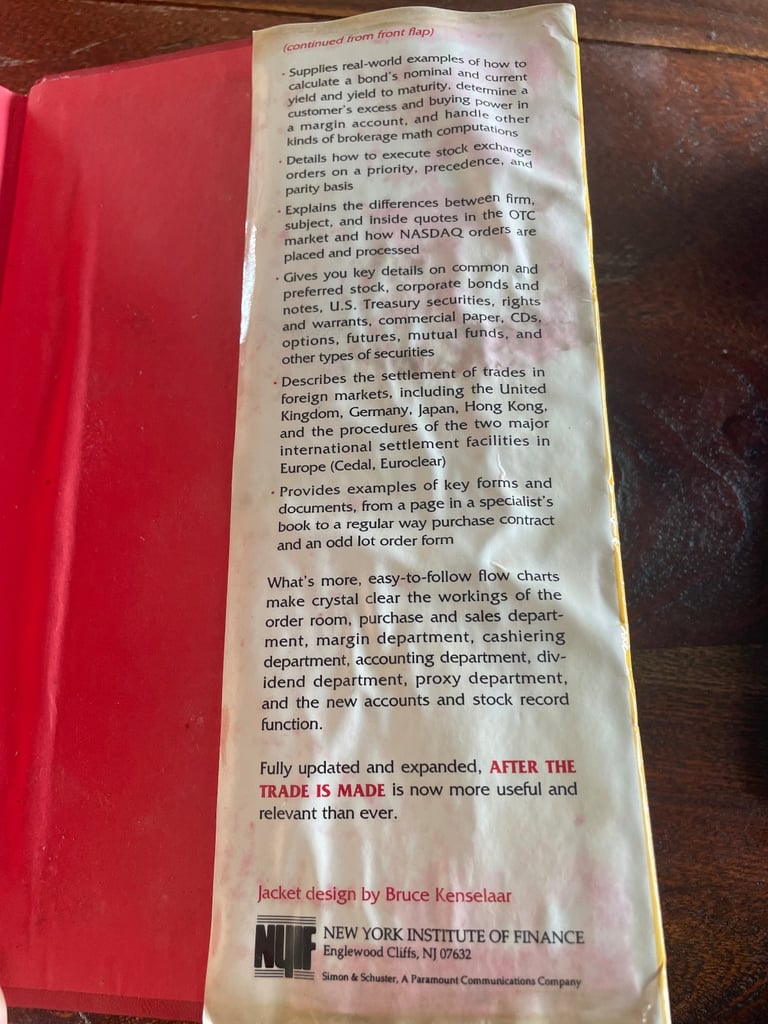 (continued from front flap)
· Supplies real-world examples of how to
calculate a bond's nominal and current
yield and yield to maturity, determine a
customer's excess and buying power in
a margin account, and handle other
kinds of brokerage math computations
· Details how to execute stock exchange
orders on a priority, precedence, and
parity basis
· Explains the differences between firm,
subject, and inside quotes in the OTC
market and how NASDAQ orders are
placed and processed
· Gives you key details on common and
preferred stock, corporate bonds and
notes, U.S. Treasury securities, rights
and warrants, commercial paper, CDs,
options, futures, mutual funds, and
other types of securities
· Describes the settlement of trades in
foreign markets, including the United
Kingdom, Germany, Japan, Hong Kong,
and the procedures of the two major
international settlement facilities in
Europe (Cedal, Euroclear)
· Provides examples of key forms and
documents, from a page in a specialist's
book to a regular way purchase contract
and an odd lot order form
What's more, easy-to-follow flow charts
make crystal clear the workings of the
order room, purchase and sales depart-
ment, margin department, cashiering
department, accounting department, div-
idend department, proxy department,
and the new accounts and stock record
function.
Fully updated and expanded, AFTER THE
TRADE IS MADE is now more useful and
relevant than ever.
Jacket design by Bruce Kenselaar
NYIF
NEW YORK INSTITUTE OF FINANCE
Englewood Cliffs, NJ 07632
Simon & Schuster, A Paramount Communications Company